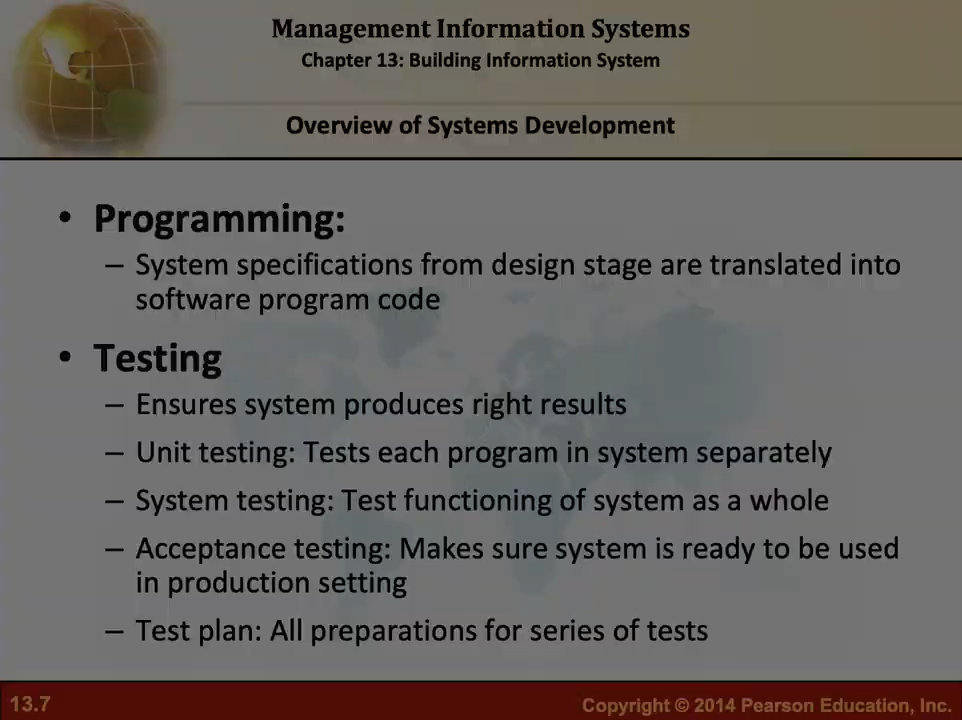 Management Information Systems
Chapter 13: Building Information System
Overview of Systems Development
• Programming:
– System specifications from design stage are translated into
software program code
• Testing
– Ensures system produces right results
– Unit testing: Tests each program in system separately
– System testing: Test functioning of system as a whole
– Acceptance testing: Makes sure system is ready to be used
in production setting
– Test plan: All preparations for series of tests
13.7
Copyright © 2014 Pearson Education, Inc.